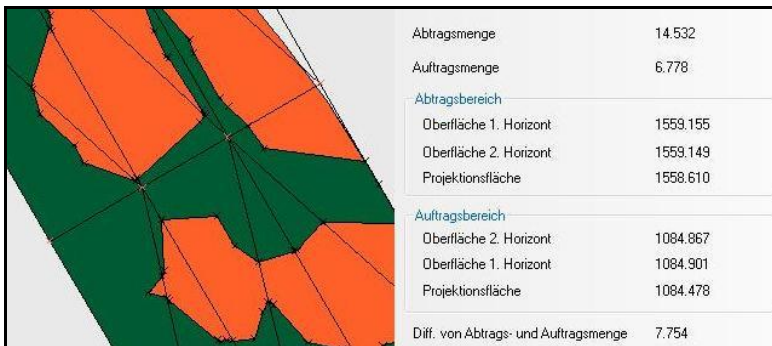 Abtragsmenge 14.532
Auftragsmenge 6.778
Abtragsbereich
Oberfläche 1. Horizont 1559.155
Oberfläche 2. Horizont 1559.149
Projektionsfläche 1558.610
Auftragsbereich
Oberfläche 2. Horizont 1084.867
Oberfläche 1. Horizont 1084.901
Projektionsfläche 1084.478
Diff. von Abtrags- und Auftragsmenge 7.754